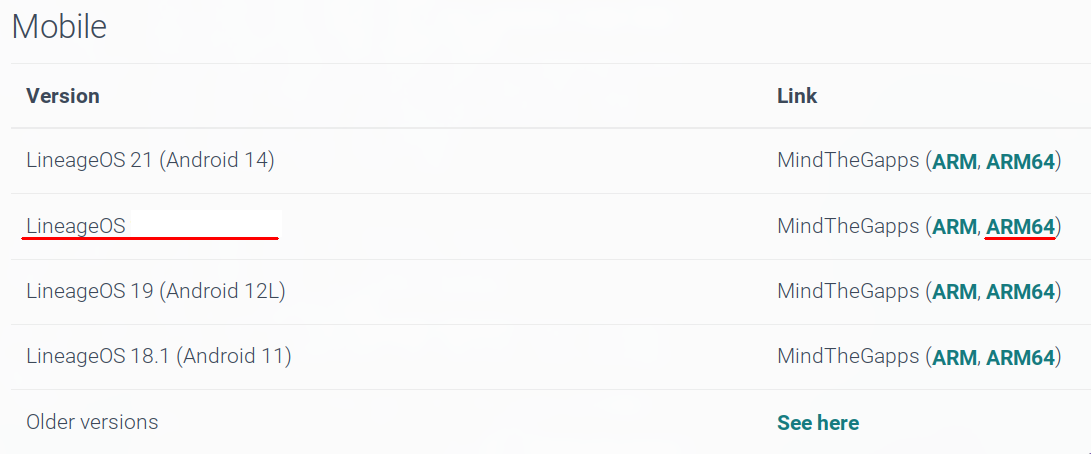 Mobile
Version Link
LineageOS 21 (Android 14) MindTheGapps (ARM, ARM64)
LineageOS MindTheGapps (ARM, ARM64)
LineageOS 19 (Android 12L) MindTheGapps (ARM, ARM64)
LineageOS 18.1 (Android 11) MindTheGapps (ARM, ARM64)
Older versions See here